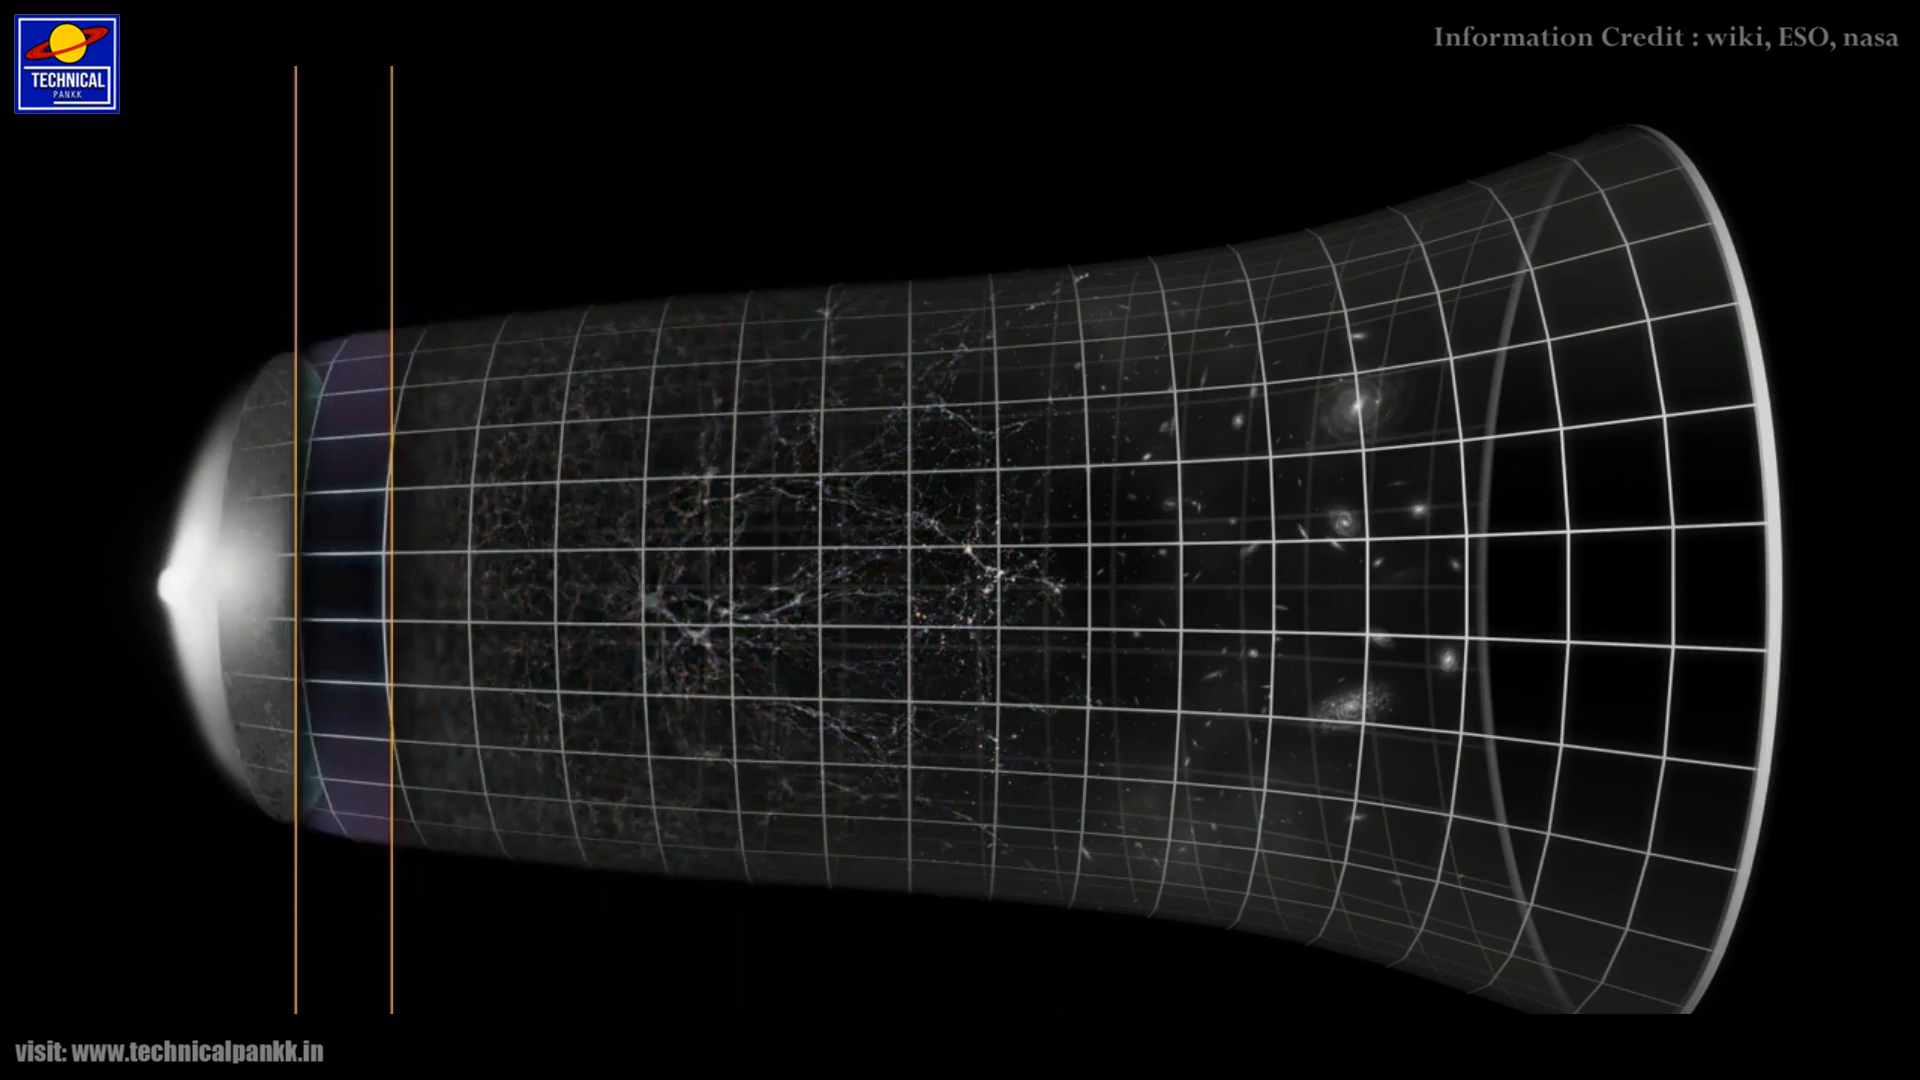 TECHNICAL
PANKK
Information Credit : wiki, ESO, nasa
visit: www.technicalpankk.in